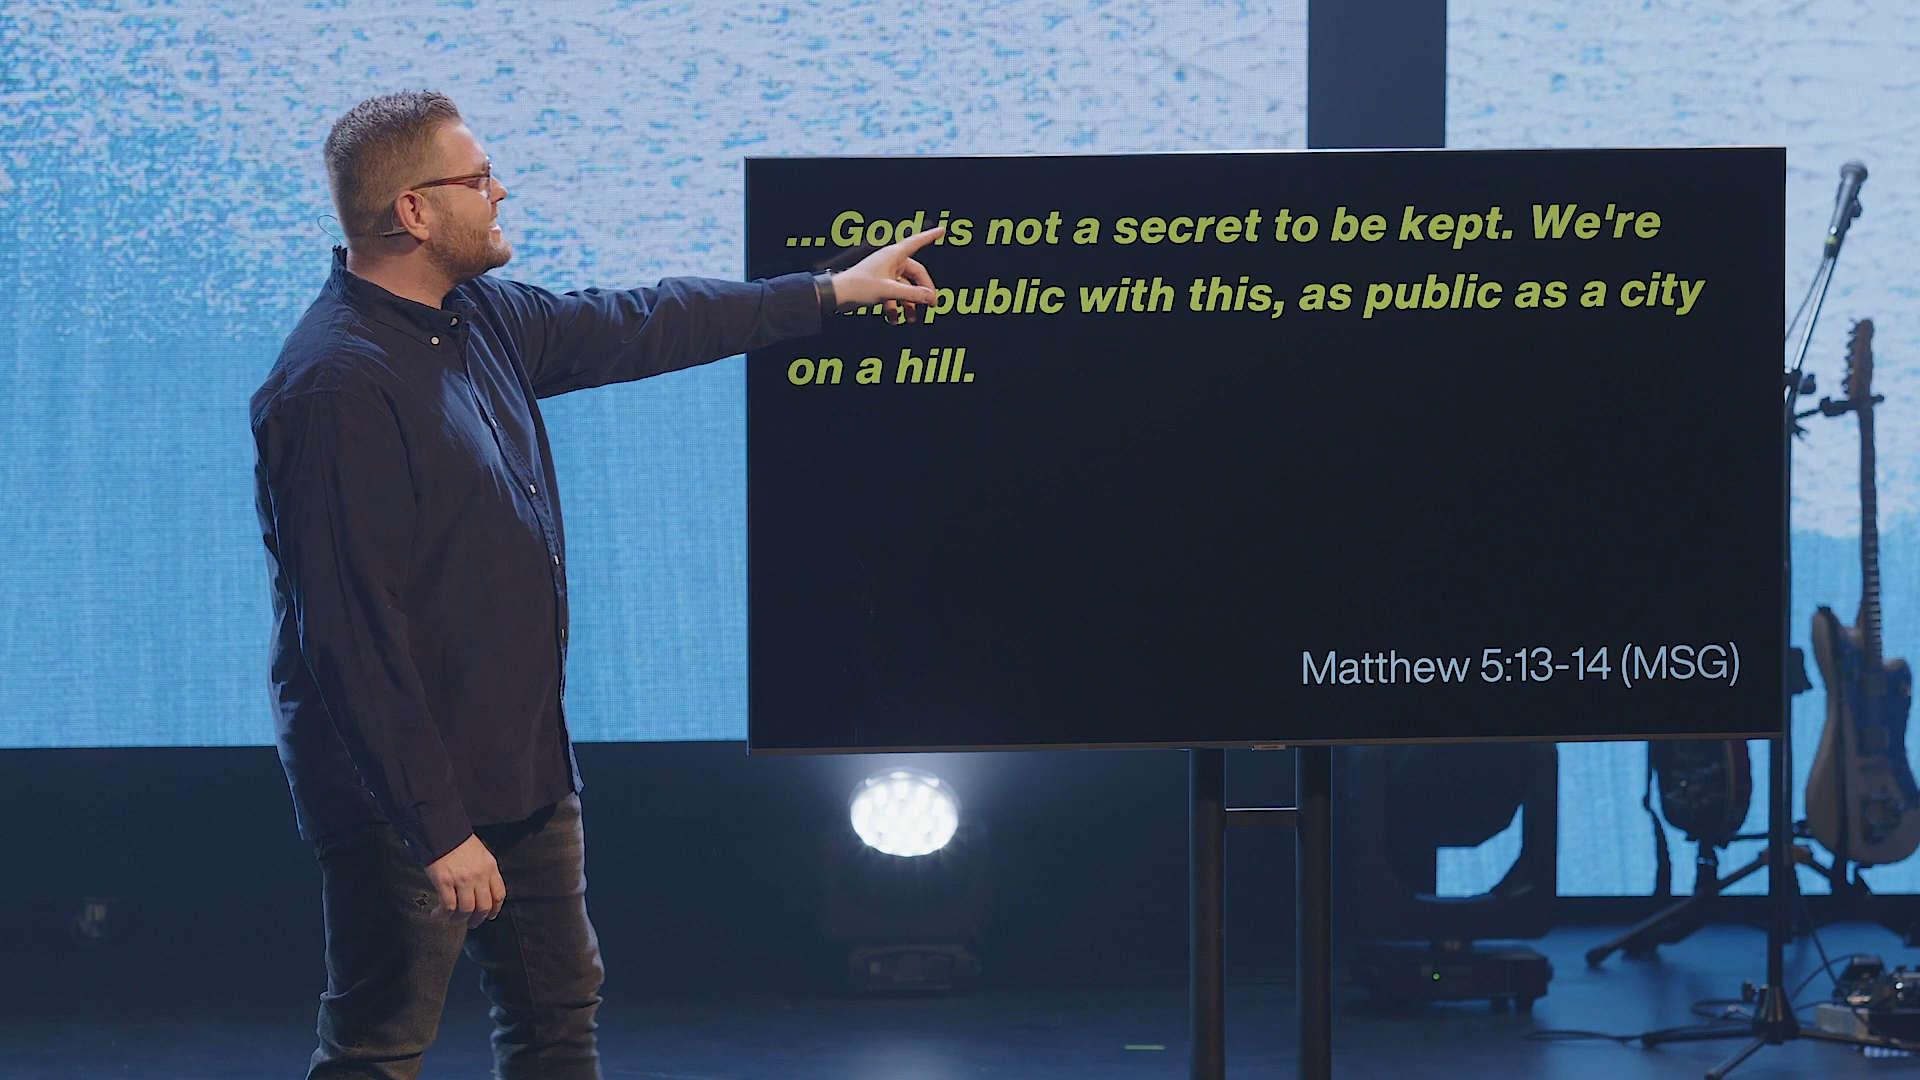 ...God is not a secret to be kept. We're
public with this, as public as a city
on a hill.
Matthew 5:13-14 (MSG)